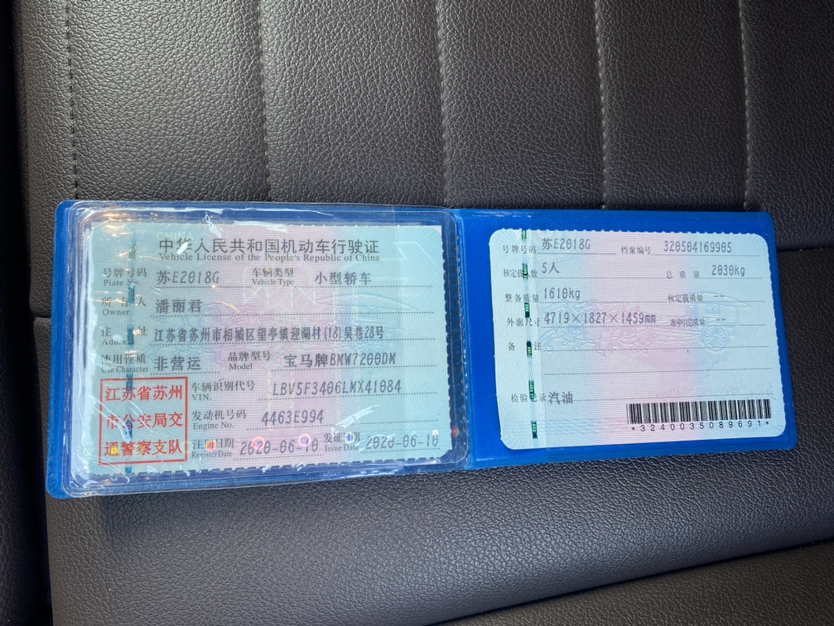 中华人民共和国机动车行驶证
Vehicle License of the People's Republic of China
号牌号码 苏E2018G 车辆类型 小型轿车
Plate No. Vehicle Type
所有人 潘丽君
Owner
住址 江苏省苏州市相城区望亭镇迎湖村(18)吴巷28号
Address
使用性质 非营运 品牌型号 宝马牌BMW7200DM
Use Character Model
江苏省苏州
市公安局交
通警察支队
车辆识别代号 LBV5F3406LMX41084
VIN.
发动机号码 4463E994
Engine No.
注册日期 2020-06-10 发证日期 2020-06-10
Register Date Issue Date
号牌号码 苏E2018G 档案编号 320504169905
核定载人数 5人 总质量 2030kg
整备质量 1610kg 核定载质量 --
外廓尺寸 4719×1827×1459mm 准牵引总质量 --
备注
检验记录 汽油
*3240035089691*